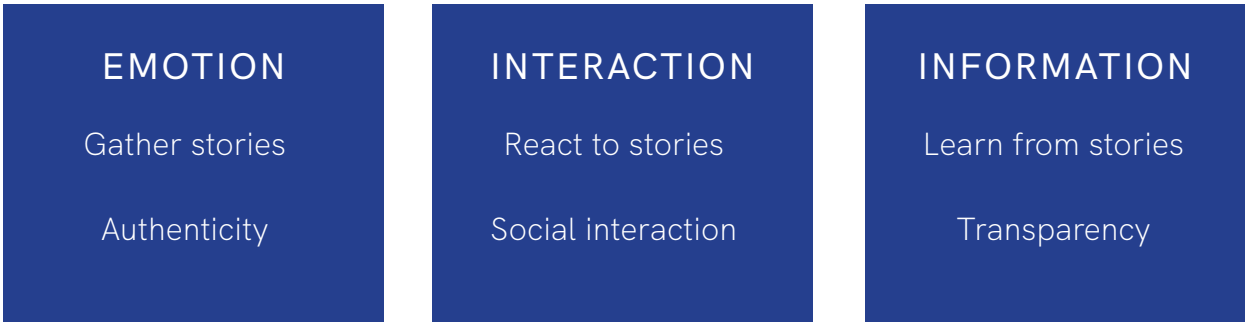 EMOTION
Gather stories
Authenticity
INTERACTION
React to stories
Social interaction
INFORMATION
Learn from stories
Transparency